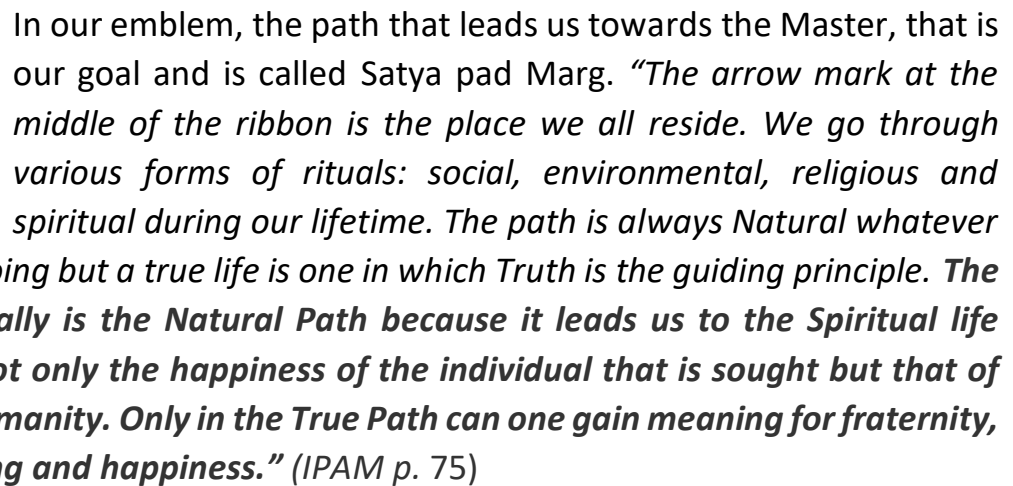 In our emblem, the path that leads us towards the Master, that is
our goal and is called Satya pad Marg. “The arrow mark at the
middle of the ribbon is the place we all reside. We go through
various forms of rituals: social, environmental, religious and
spiritual during our lifetime. The path is always Natural whatever
but a true life is one in which Truth is the guiding principle. The
is the Natural Path because it leads us to the Spiritual life
only the happiness of the individual that is sought but that of
Only in the True Path can one gain meaning for fraternity,
and happiness.” (IPAM p. 75)